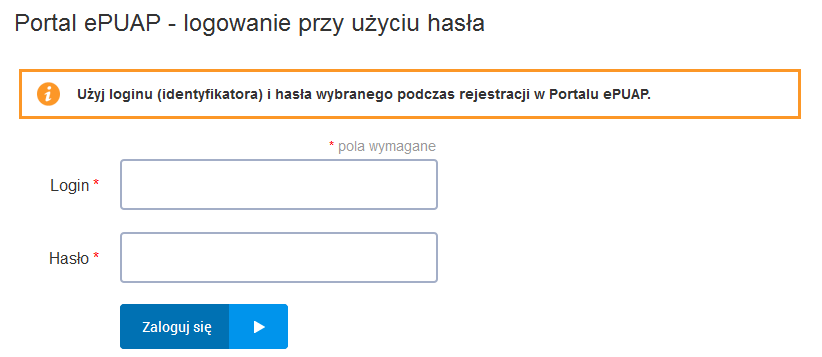 Portal ePUAP - logowanie przy użyciu hasła
Użyj loginu (identyfikatora) i hasła wybranego podczas rejestracji w Portalu ePUAP.
* pola wymagane
Login *
Hasło *
Zaloguj się